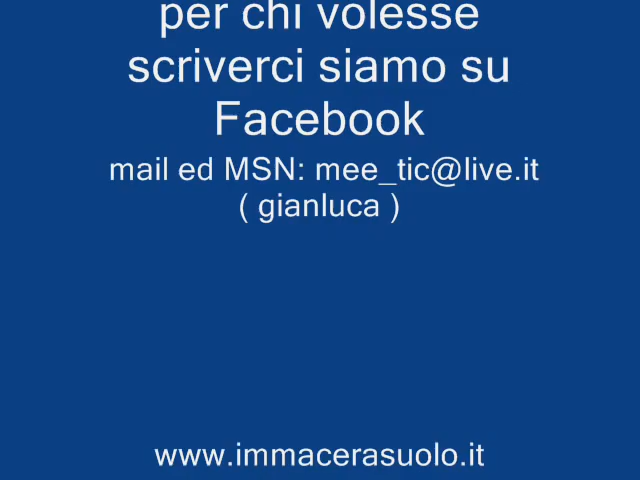 per chi volesse
scriverci siamo su
Facebook
mail ed MSN: mee_tic@live.it
( gianluca )
www.immacerasuolo.it